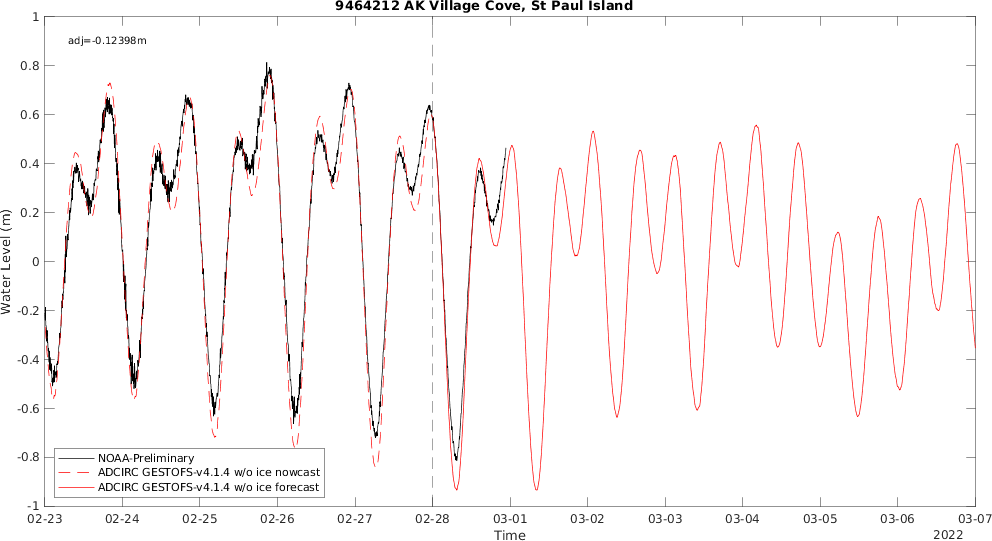 9464212 AK Village Cove, St Paul Island
adj=-0.12398m
Water Level (m)
1
0.8
0.6
0.4
0.2
0
-0.2
-0.4
-0.6
-0.8
-1
NOAA-Preliminary
ADCIRC GESTOFS-v4.1.4 w/o ice nowcast
ADCIRC GESTOFS-v4.1.4 w/o ice forecast
02-23 02-24 02-25 02-26 02-27 02-28 03-01 03-02 03-03 03-04 03-05 03-06 03-07
Time
2022